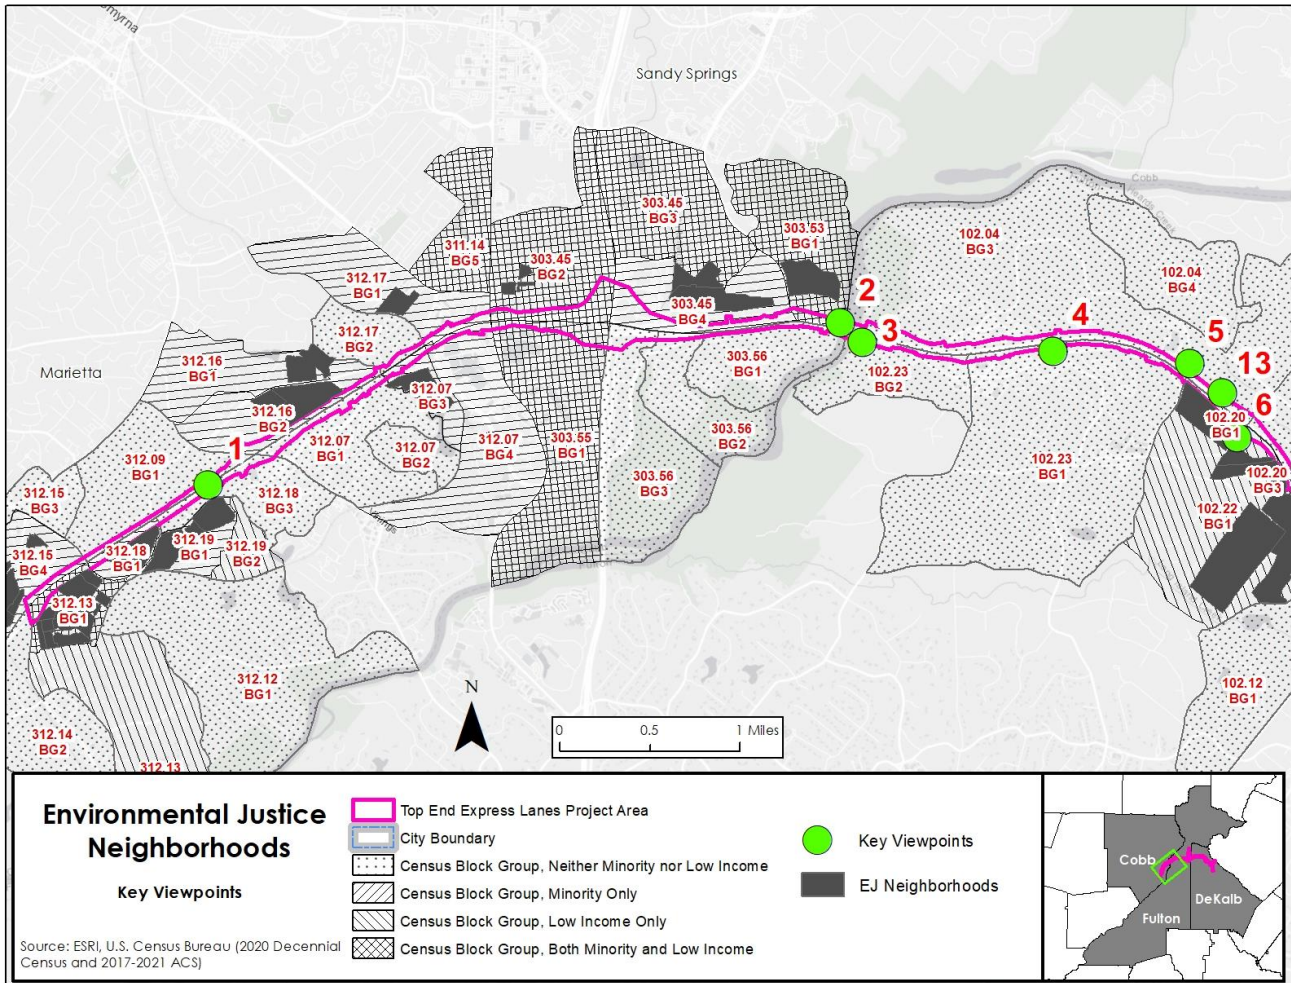 Smyrna
Sandy Springs
Cobb
303.45
BG3
311.14
BG5
303.53
BG1
102.04
BG3
303.45
BG2
102.04
BG4
312.17
BG1
303.45
BG4
2
3
4
5
13
6
312.17
BG2
312.16
BG1
Marietta
303.56
BG1
102.23
BG2
312.07
BG3
312.16
BG2
102.20
BG1
303.56
BG2
1
312.07
BG1
312.07
BG2
312.07
BG4
303.55
BG1
312.09
BG1
102.23
BG1
303.56
BG3
102.20
BG3
312.15
BG3
312.18
BG3
102.22
BG1
312.15
BG4
312.18
BG1
312.19
BG1
312.19
BG2
312.13
BG1
312.12
BG1
102.12
BG1
312.14
BG2
312.13
N
0 0.5 1 Miles
Environmental Justice
Neighborhoods
Key Viewpoints
Source: ESRI, U.S. Census Bureau (2020 Decennial
Census and 2017-2021 ACS)
Top End Express Lanes Project Area
City Boundary
Census Block Group, Neither Minority nor Low Income
Census Block Group, Minority Only
Census Block Group, Low Income Only
Census Block Group, Both Minority and Low Income
Key Viewpoints
EJ Neighborhoods
Cobb
DeKalb
Fulton